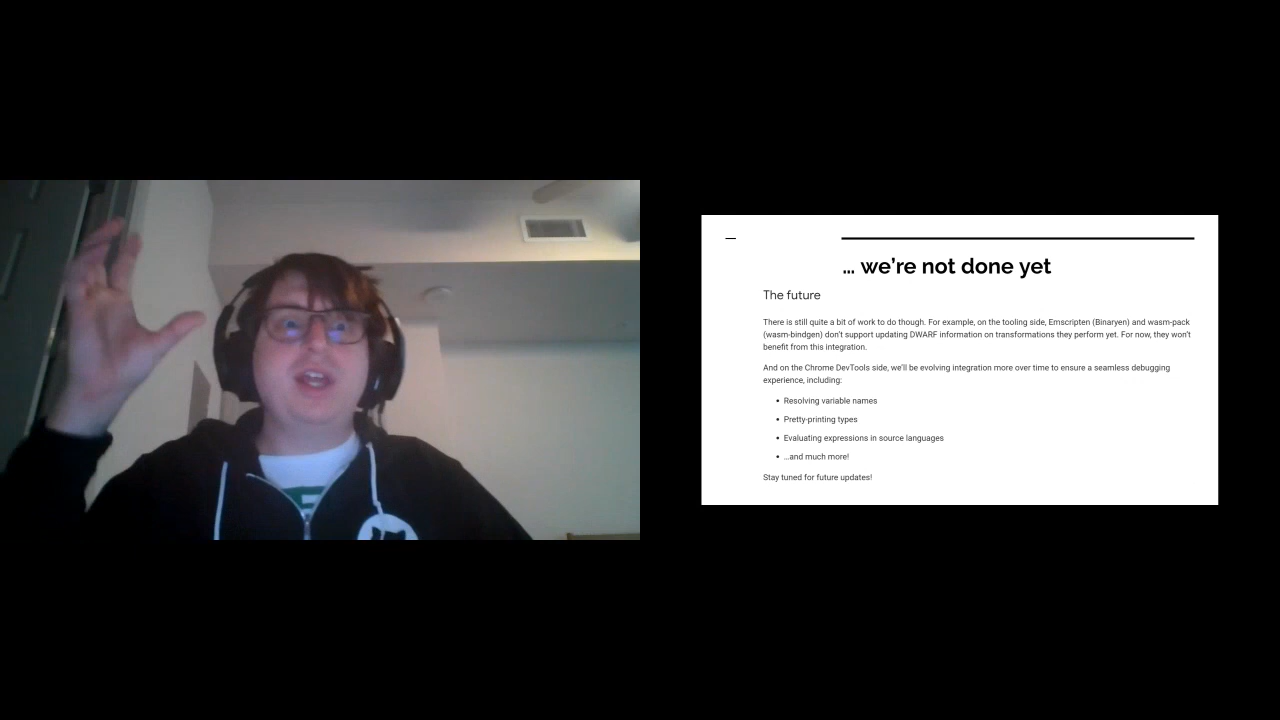 ... we're not done yet
The future
There is still quite a bit of work to do though. For example, on the tooling side, Emscripten (Binaryen) and wasm-pack
(wasm-bindgen) don't support updating DWARF information on transformations they perform yet. For now, they won't
benefit from this integration.
And on the Chrome DevTools side, we'll be evolving integration more over time to ensure a seamless debugging
experience, including:
• Resolving variable names
• Pretty-printing types
• Evaluating expressions in source languages
• ...and much more!
Stay tuned for future updates!